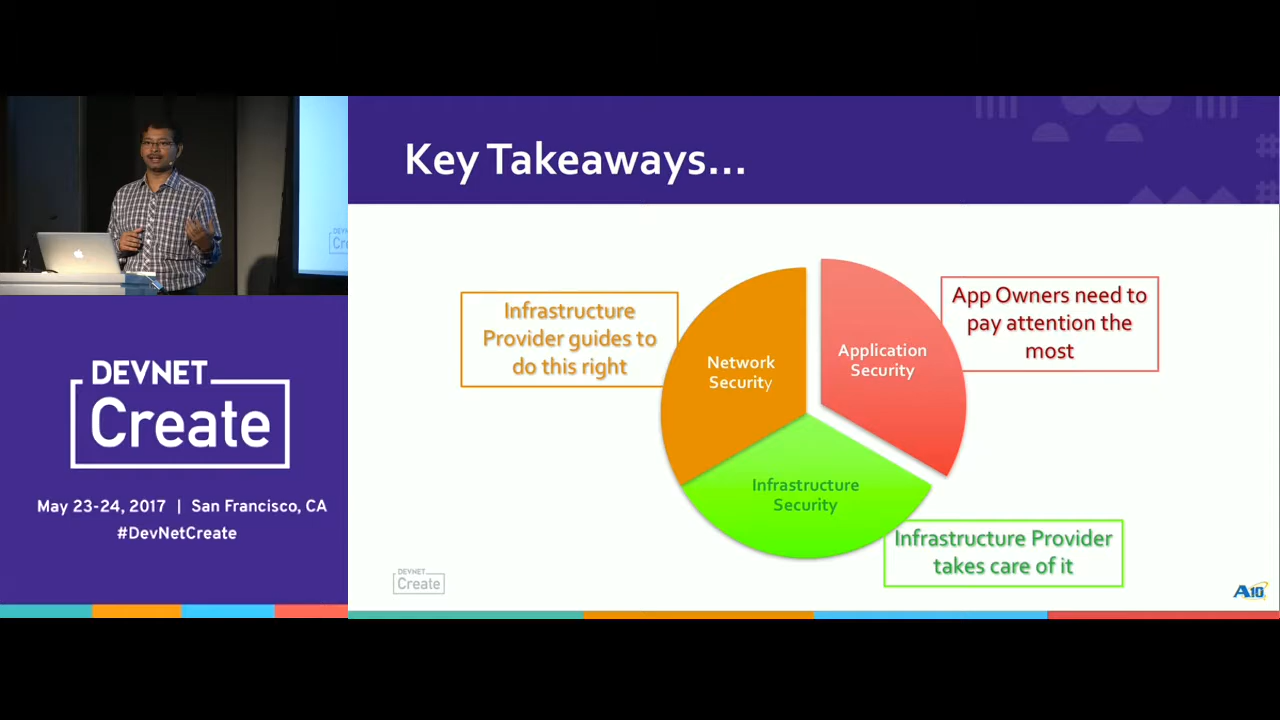 Key Takeaways...
Infrastructure
Provider guides to
do this right
App Owners need to
pay attention the
most
Network
Security
Application
Security
Infrastructure
Security
Infrastructure Provider
takes care of it
DEVNET
Create
May 23-24, 2017 | San Francisco, CA
#DevNetCreate
DEVNET
Create
A10